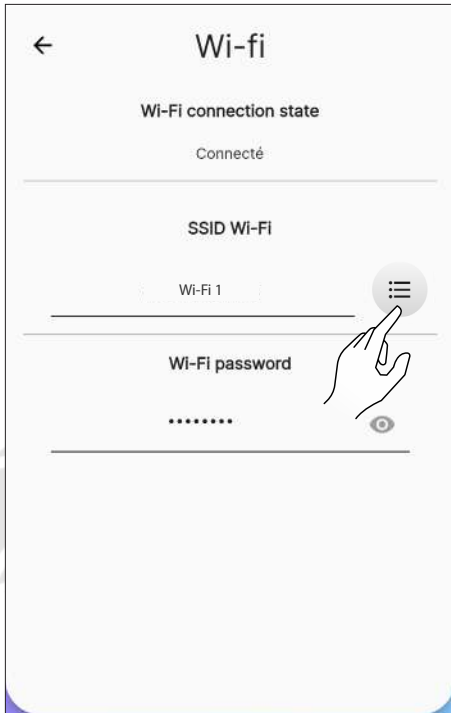 Wi-fi
Wi-Fi connection state
Connecté
SSID Wi-Fi
Wi-Fi 1
Wi-Fi password
••••••••